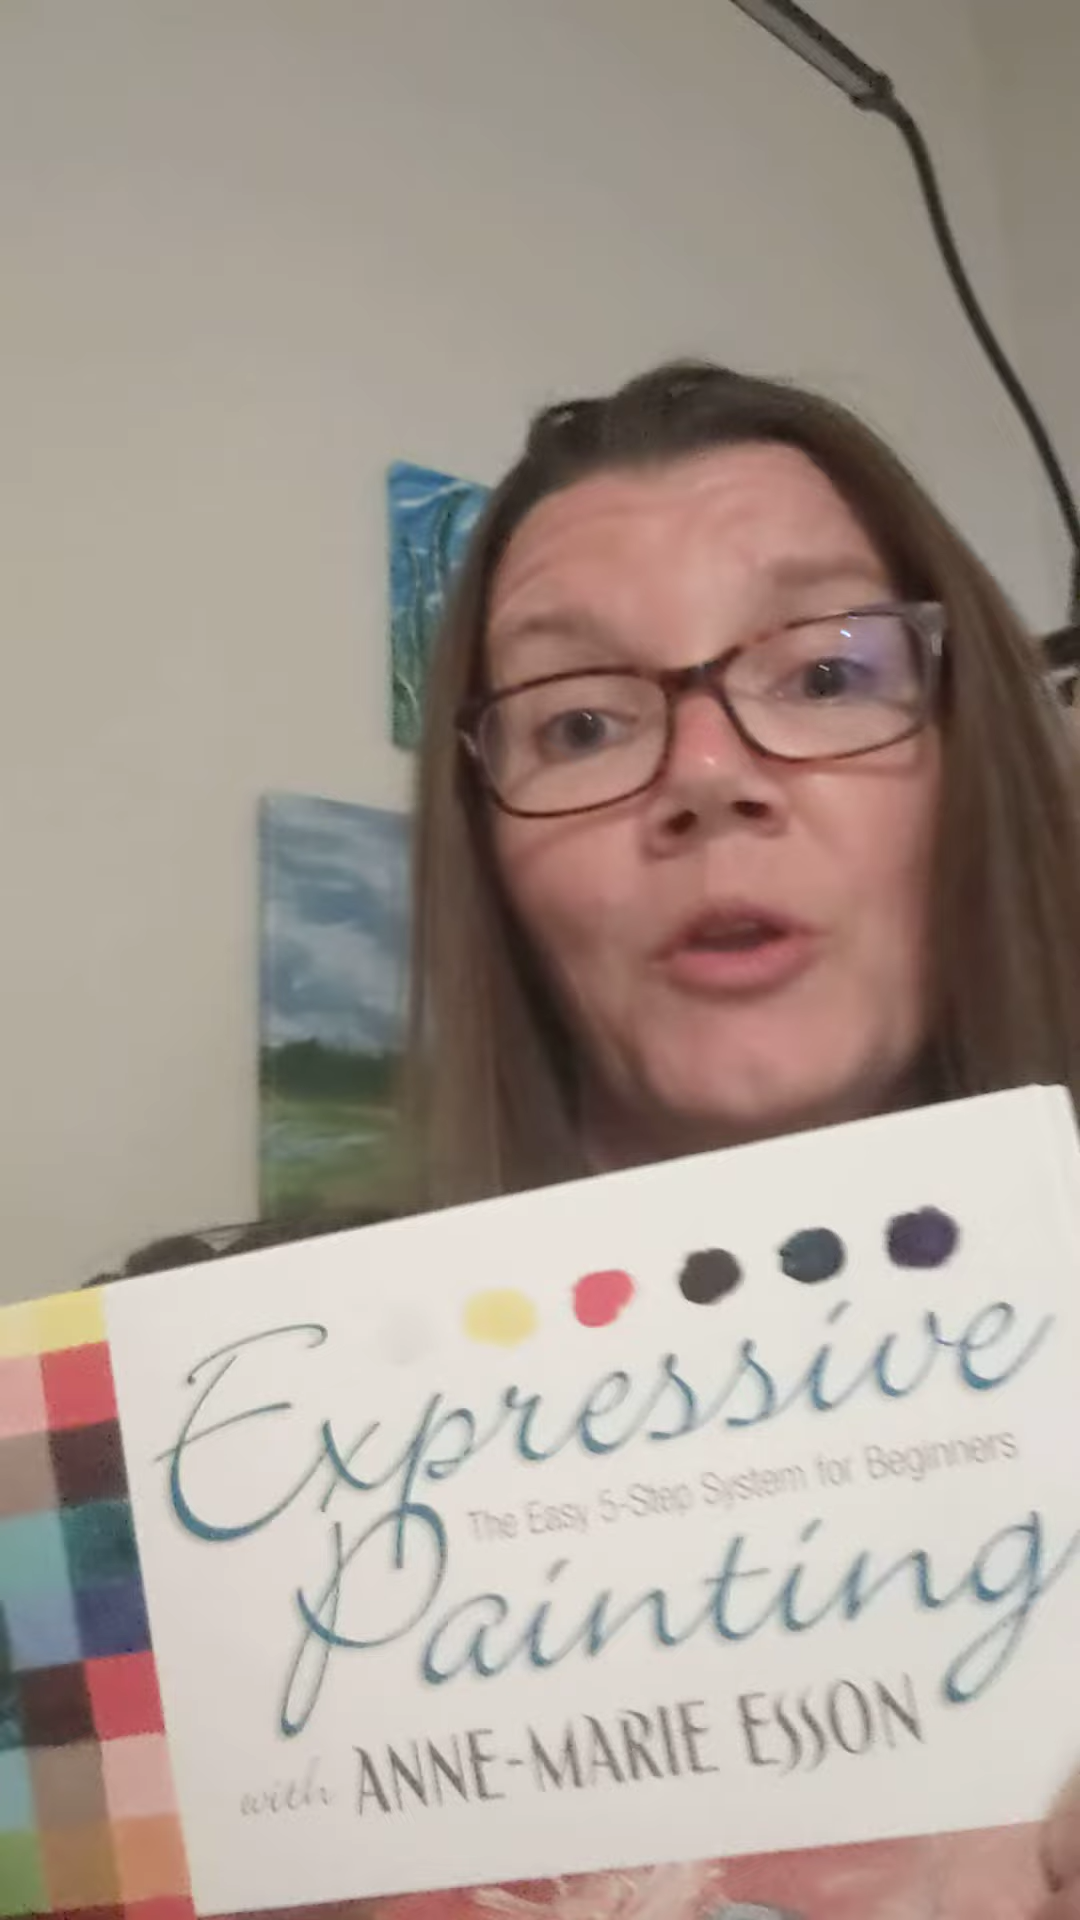 Expressive
The Easy 5-Step System for Beginners
Painting
with ANNE-MARIE ESSON